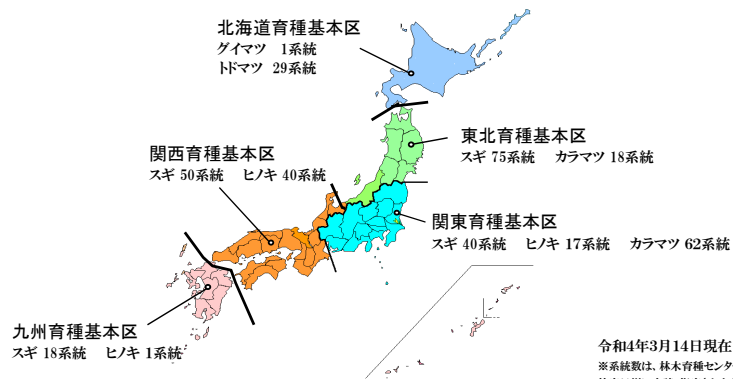 北海道育種基本区
グイマツ 1系統
トドマツ 29系統
東北育種基本区
スギ 75系統 カラマツ 18系統
関西育種基本区
スギ 50系統 ヒノキ 40系統
関東育種基本区
スギ 40系統 ヒノキ 17系統 カラマツ 62系統
九州育種基本区
スギ 18系統 ヒノキ 1系統
令和4年3月14日現在
※系統数は、林木育種センタ